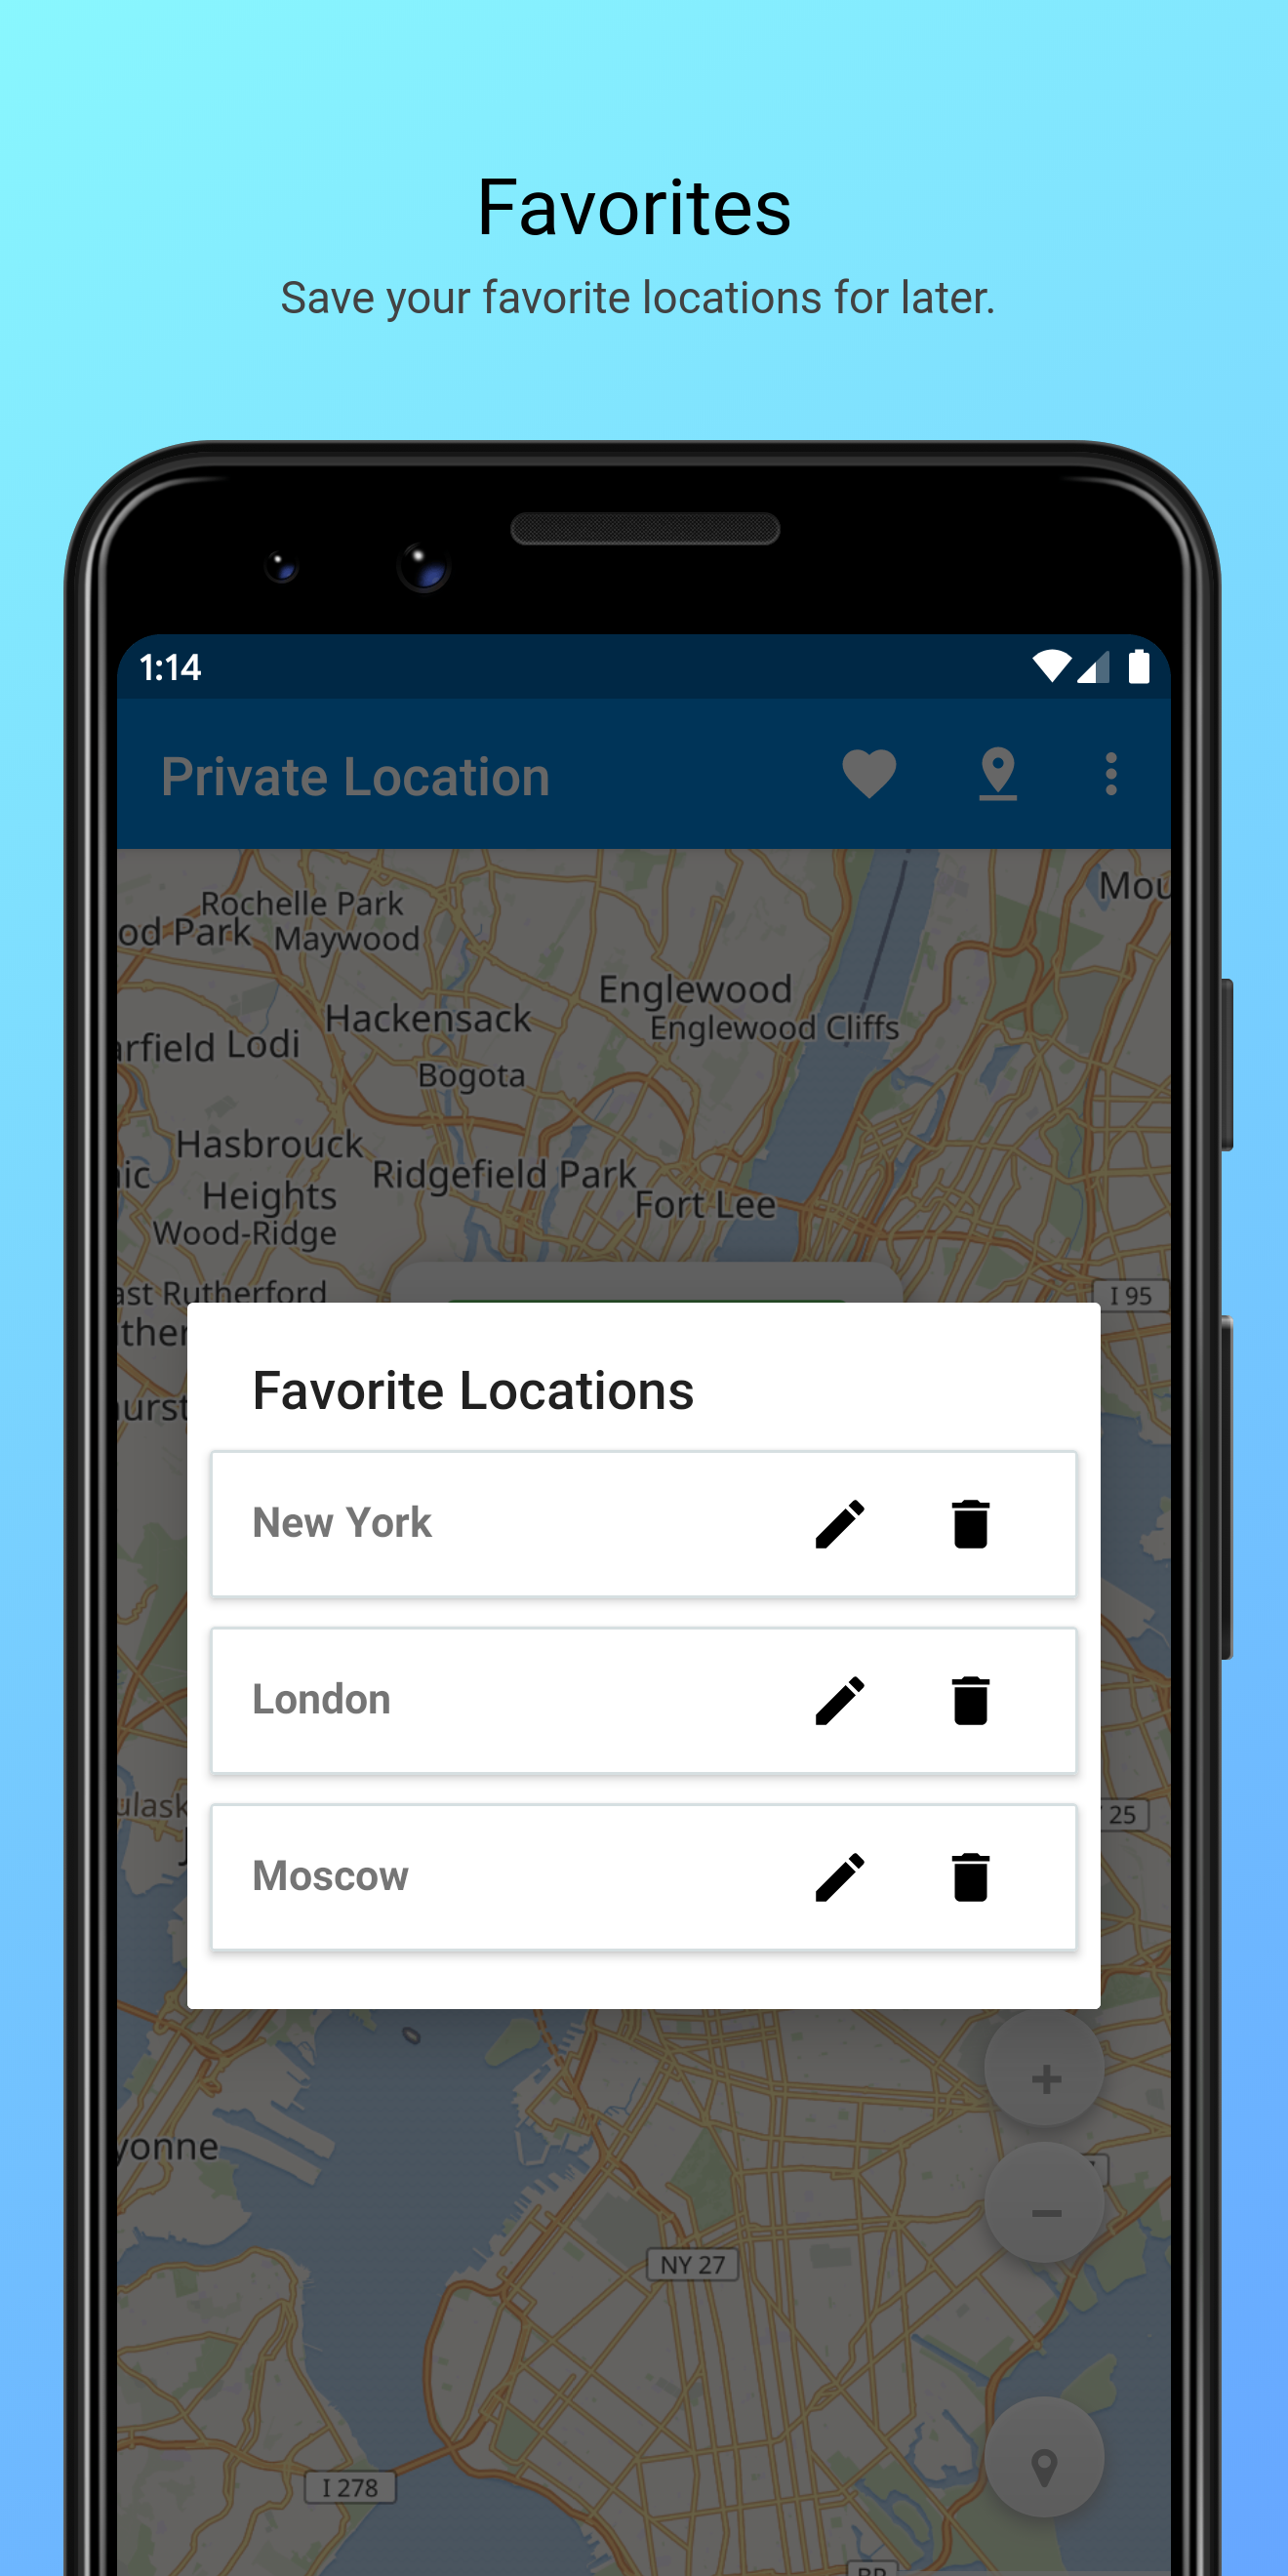 Favorites
Save your favorite locations for later.
1:14
Private Location
Mou
Rochelle Park
od Park
Maywood
Englewood
Hackensack
Englewood Cliffs
arfield
Lodi
Bogota
Hasbrouck
Heights
ic
Ridgefield Park
Fort Lee
Wood-Ridge
ast Rutherford
I 95
ther
urst
Favorite Locations
New York
London
Moscow
ulask
25
+
yonne
−
NY 27
I 278